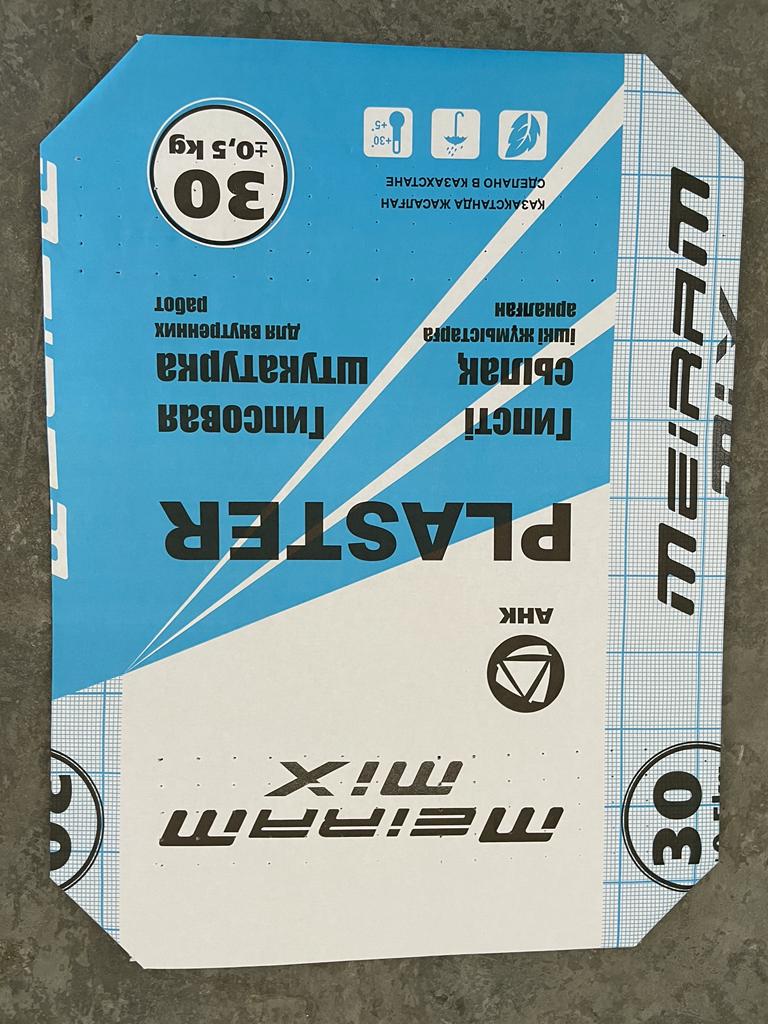 MEIRAM
MIX
АНК
PLASTER
Гипсті
сылақ
ішкі жұмыстарға
арналған
Гипсовая
штукатурка
для внутренних
работ
ҚАЗАҚСТАНДА ЖАСАЛҒАН
СДЕЛАНО В КАЗАХСТАНЕ
+30
+5°
30
±0,5 kg
MEIRAM
MIX
30
30